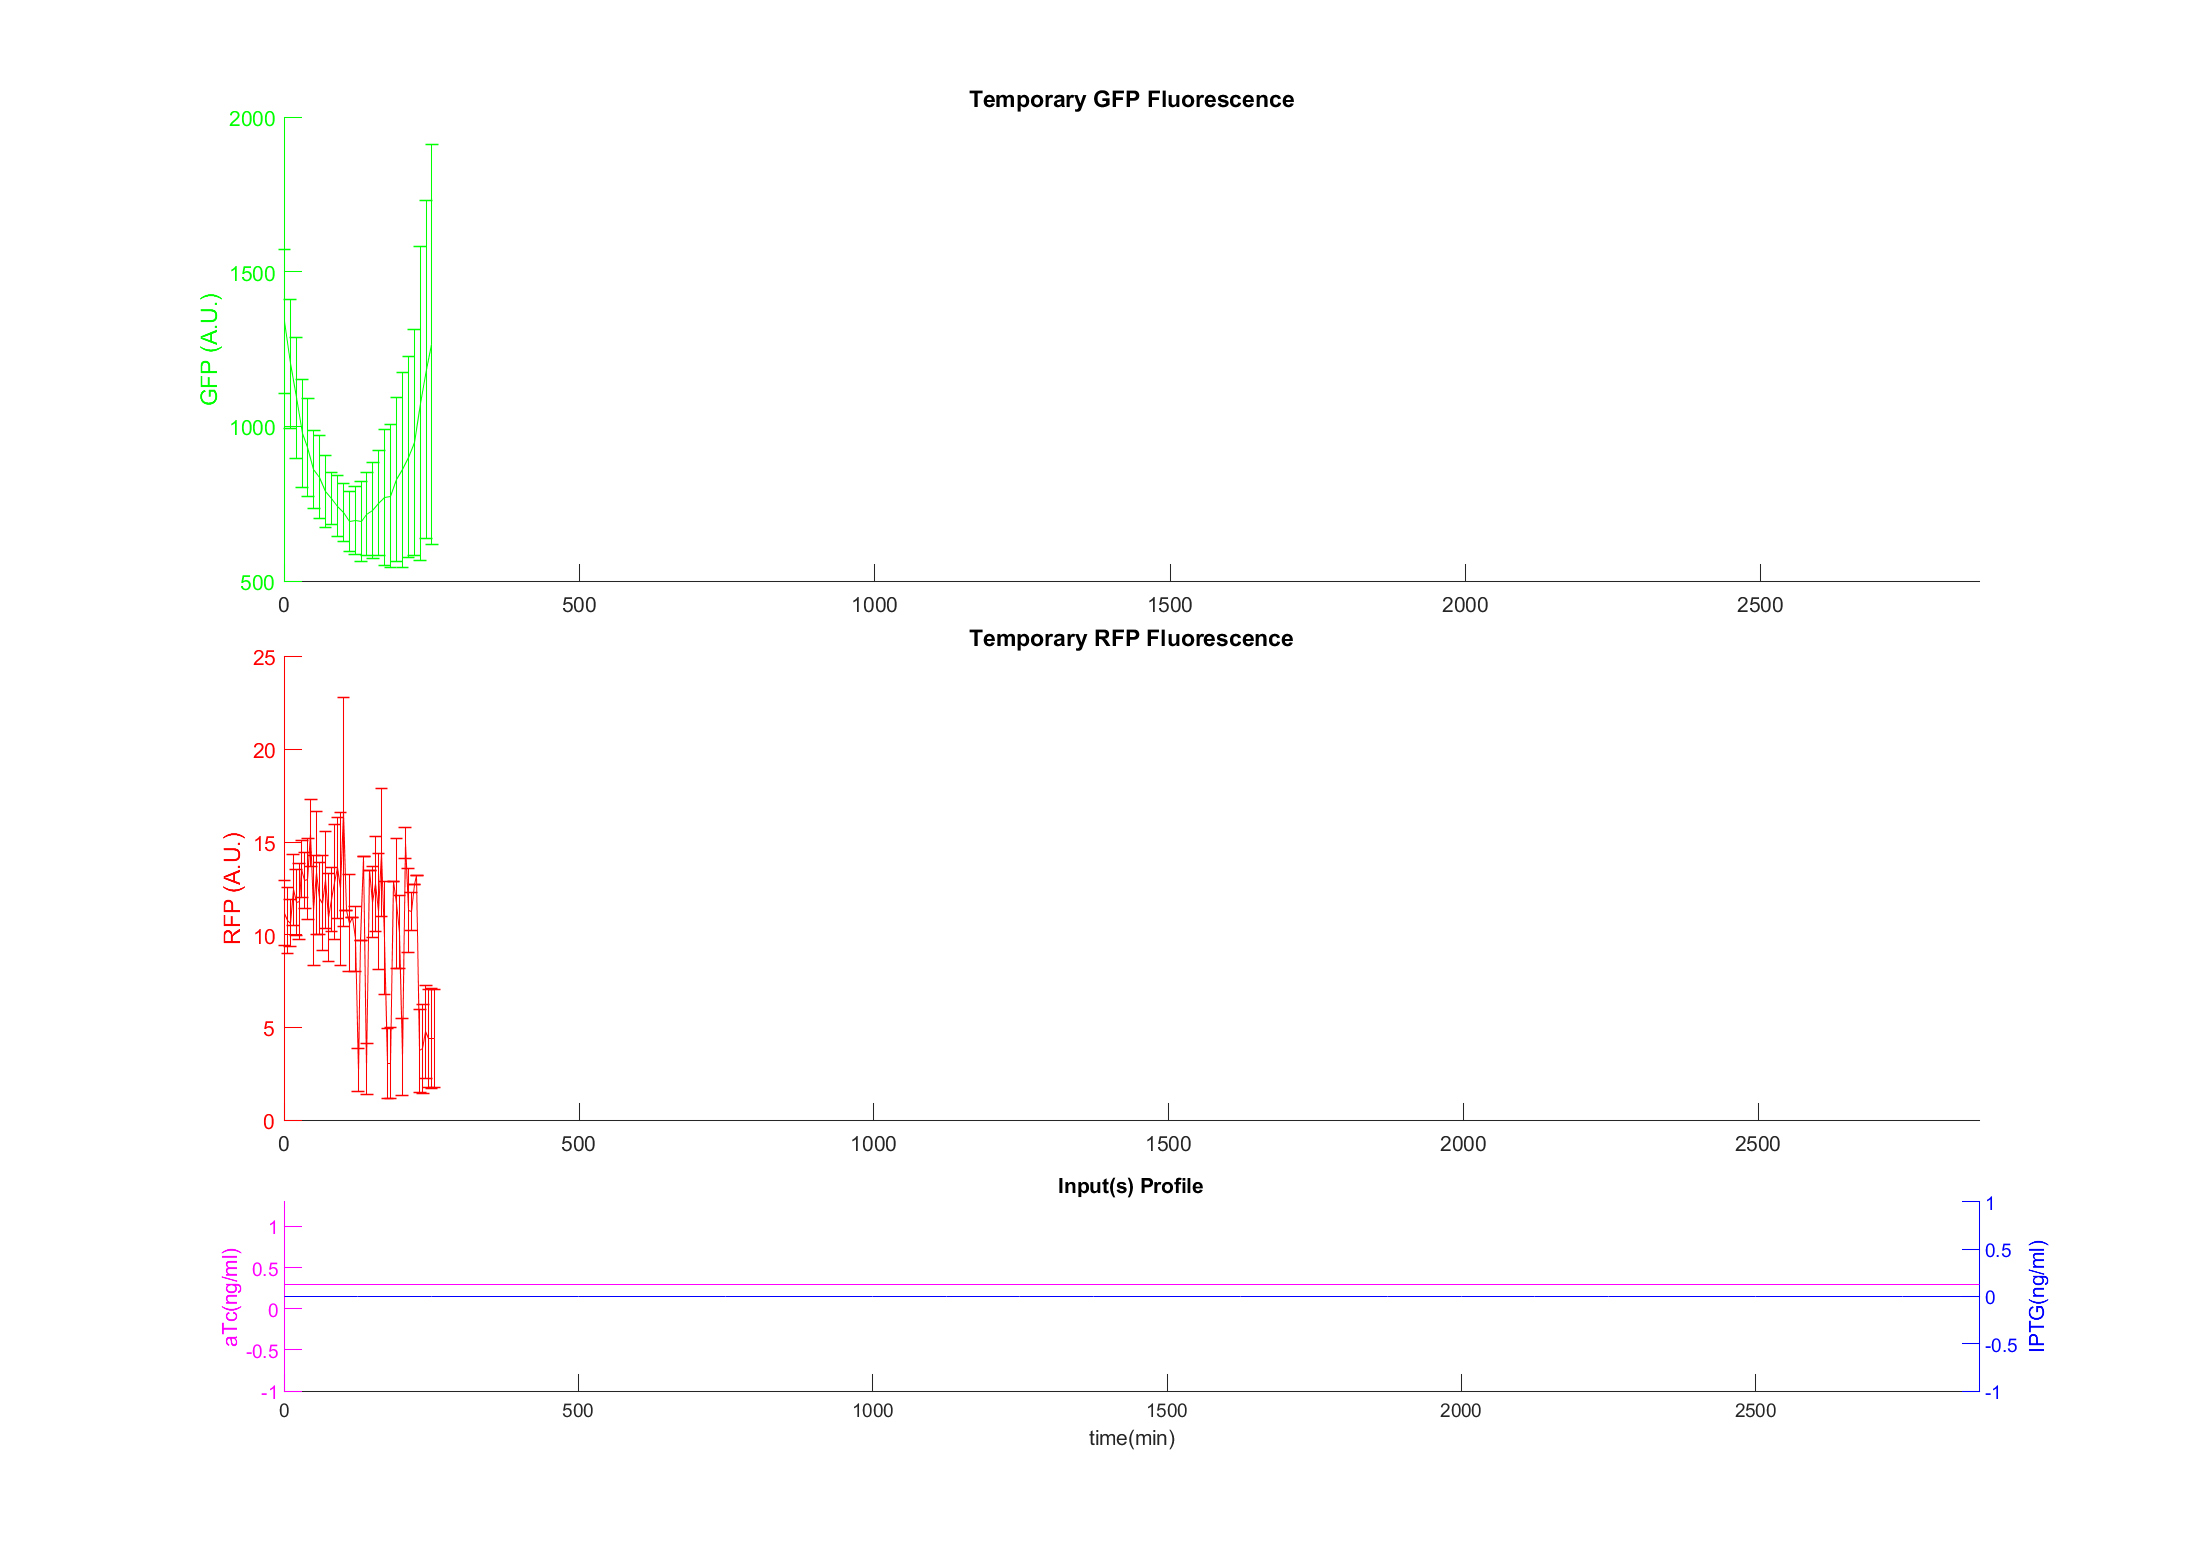 Temporary GFP Fluorescence
GFP (A.U.)
2000
1500
1000
500
0 500 1000 1500 2000 2500
Temporary RFP Fluorescence
RFP (A.U.)
25
20
15
10
5
0
0 500 1000 1500 2000 2500
Input(s) Profile
aTc(ng/ml)
1
0.5
0
-0.5
-1
1
0.5
0
-0.5
-1
IPTG(ng/ml)
0 500 1000 1500 2000 2500
time(min)